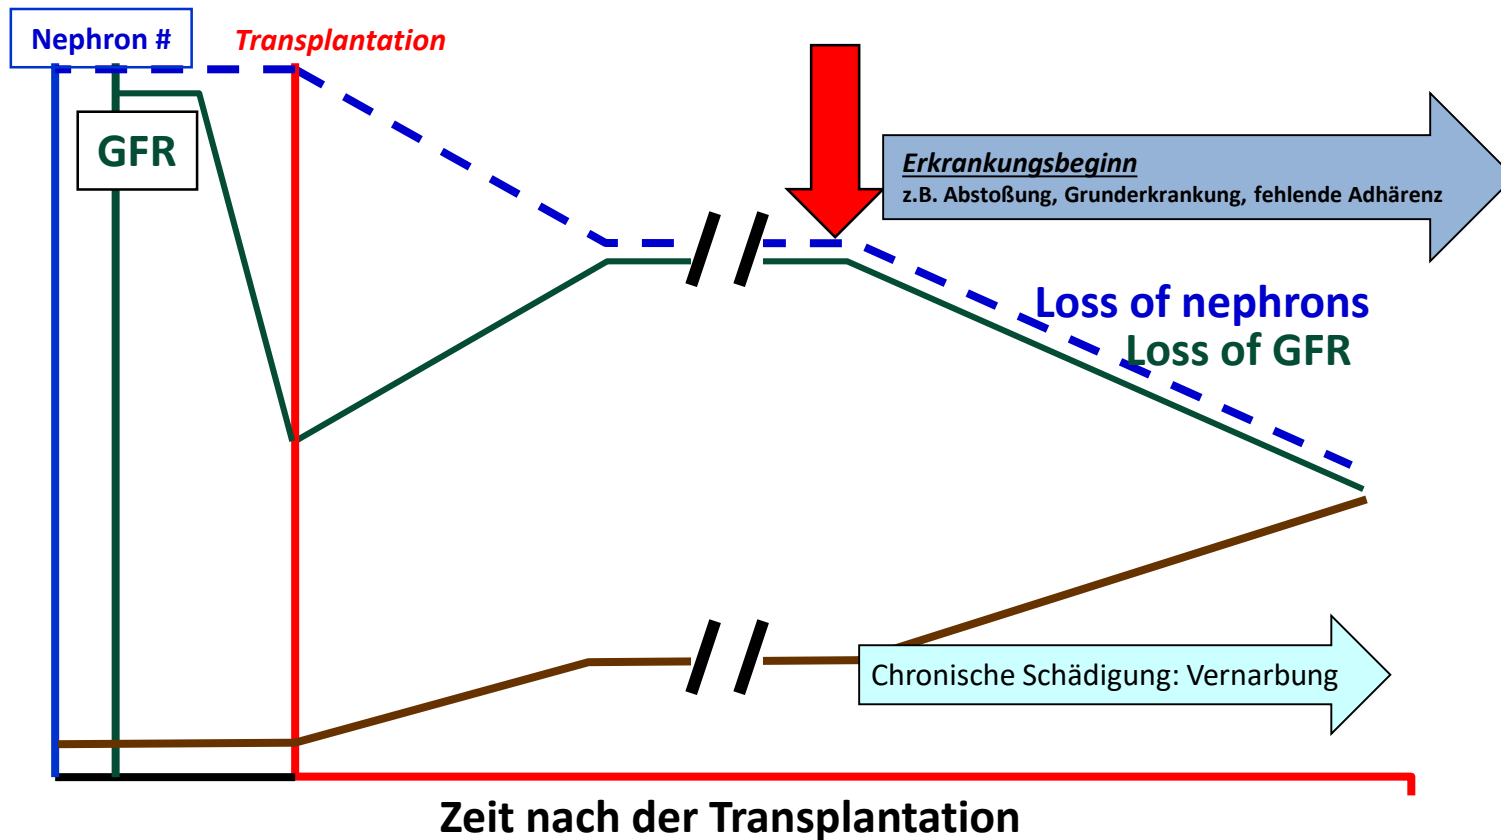 Nephron #
Transplantation
GFR
Erkrankungsbeginn
z.B. Abstoßung, Grunderkrankung, fehlende Adhärenz
Loss of nephrons
Loss of GFR
Chronische Schädigung: Vernarbung
Zeit nach der Transplantation